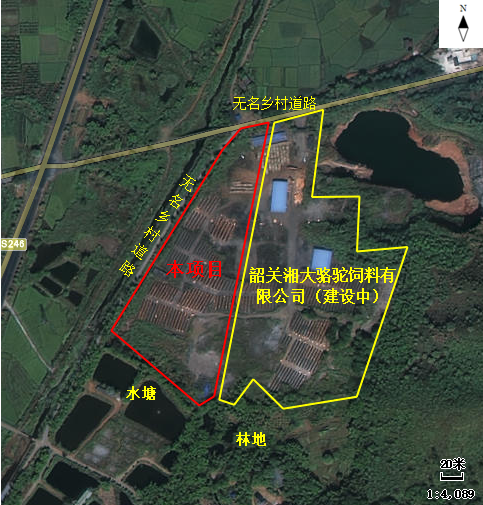 N
无名乡村道路
无名乡村道路
S246
本项目
韶关湘大骆驼饲料有
限公司（建设中）
水塘
林地
20米
1:4,089